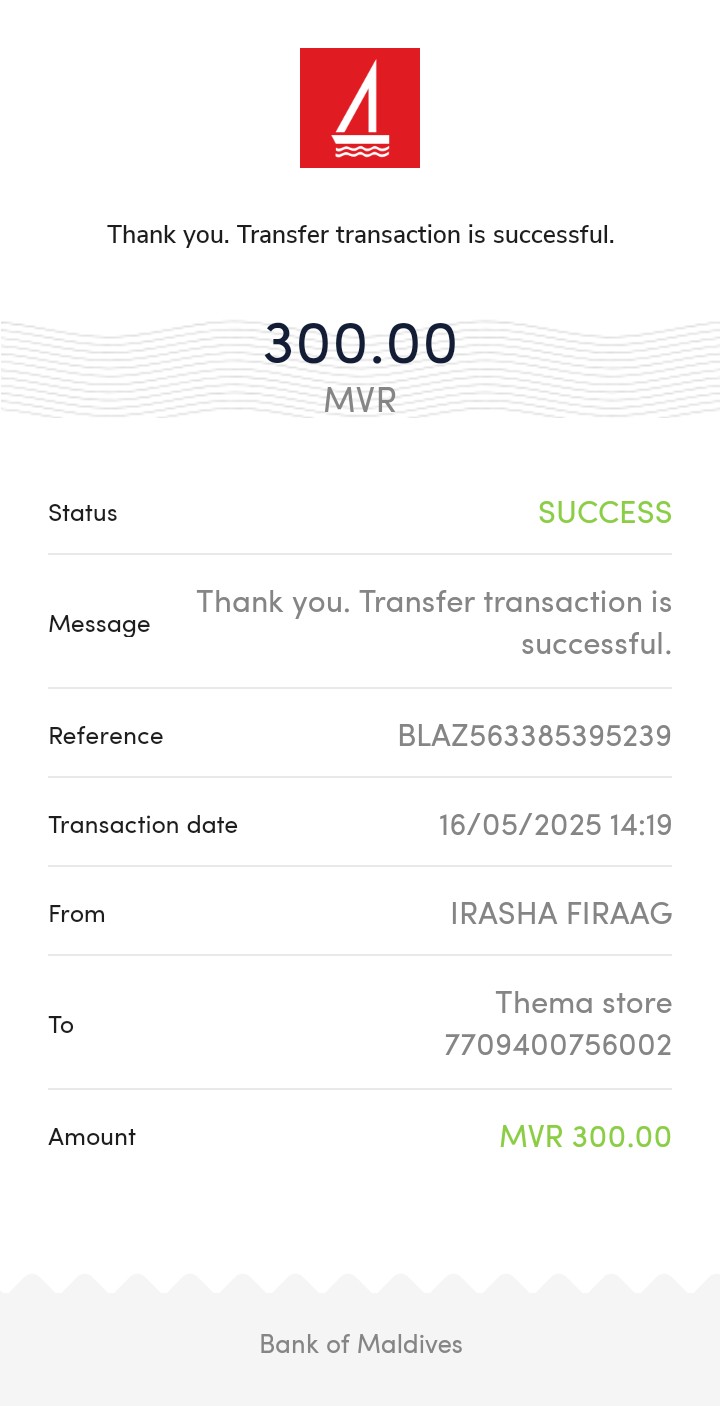 Thank you. Transfer transaction is successful.
300.00
MVR
Status SUCCESS
Message Thank you. Transfer transaction is
successful.
Reference BLAZ563385395239
Transaction date 16/05/2025 14:19
From IRASHA FIRAAG
To Thema store
7709400756002
Amount MVR 300.00
Bank of Maldives